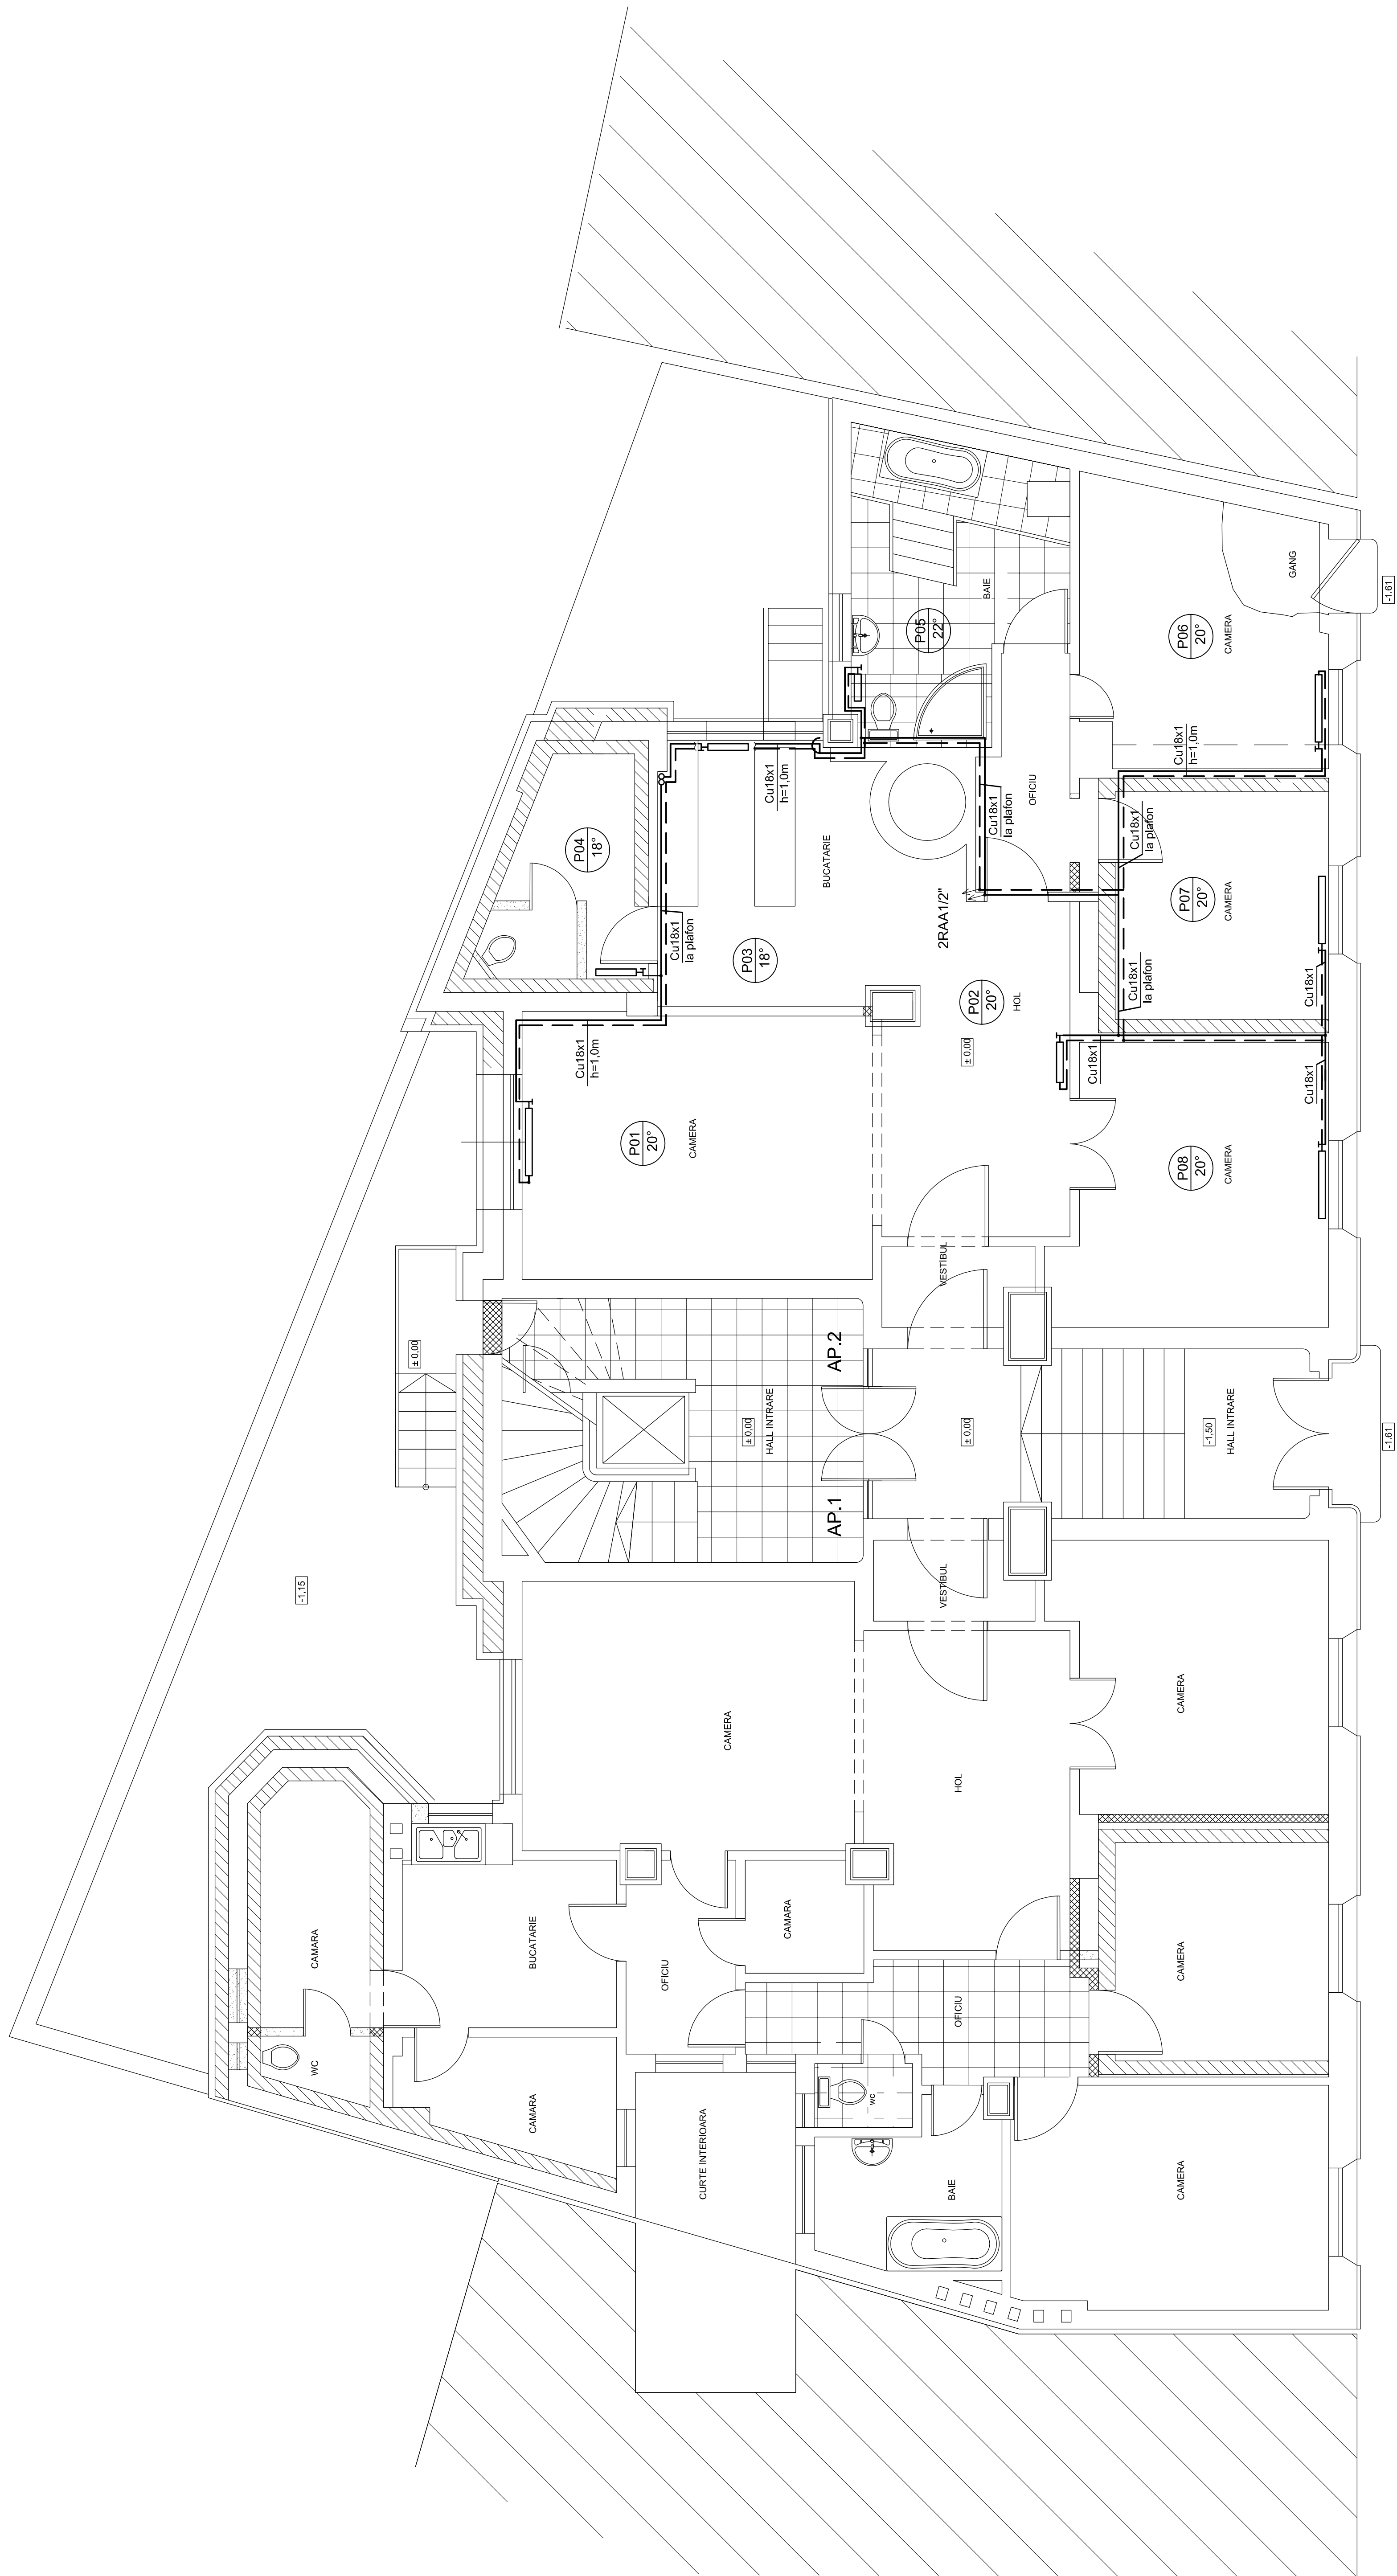 -1,15
± 0,00
CAMARA
WC
BUCATARIE
CAMARA
OFICIU
CAMARA
CURTE INTERIOARA
CAMERA
WC
BAIE
OFICIU
HOL
VESTIBUL
CAMERA
CAMERA
CAMERA
AP.1
AP.2
± 0,00
HALL INTRARE
± 0,00
-1,50
HALL INTRARE
-1.61
VESTIBUL
P01
20°
CAMERA
Cu18x1
h=1,0m
P04
18°
Cu18x1
la plafon
P03
18°
BUCATARIE
Cu18x1
h=1,0m
P02
20°
HOL
± 0,00
2RAA1/2"
Cu18x1
la plafon
OFICIU
P05
22°
BAIE
P08
20°
CAMERA
Cu18x1
Cu18x1
P07
20°
CAMERA
Cu18x1
Cu18x1
la plafon
Cu18x1
la plafon
P06
20°
CAMERA
Cu18x1
h=1,0m
GANG
-1.61